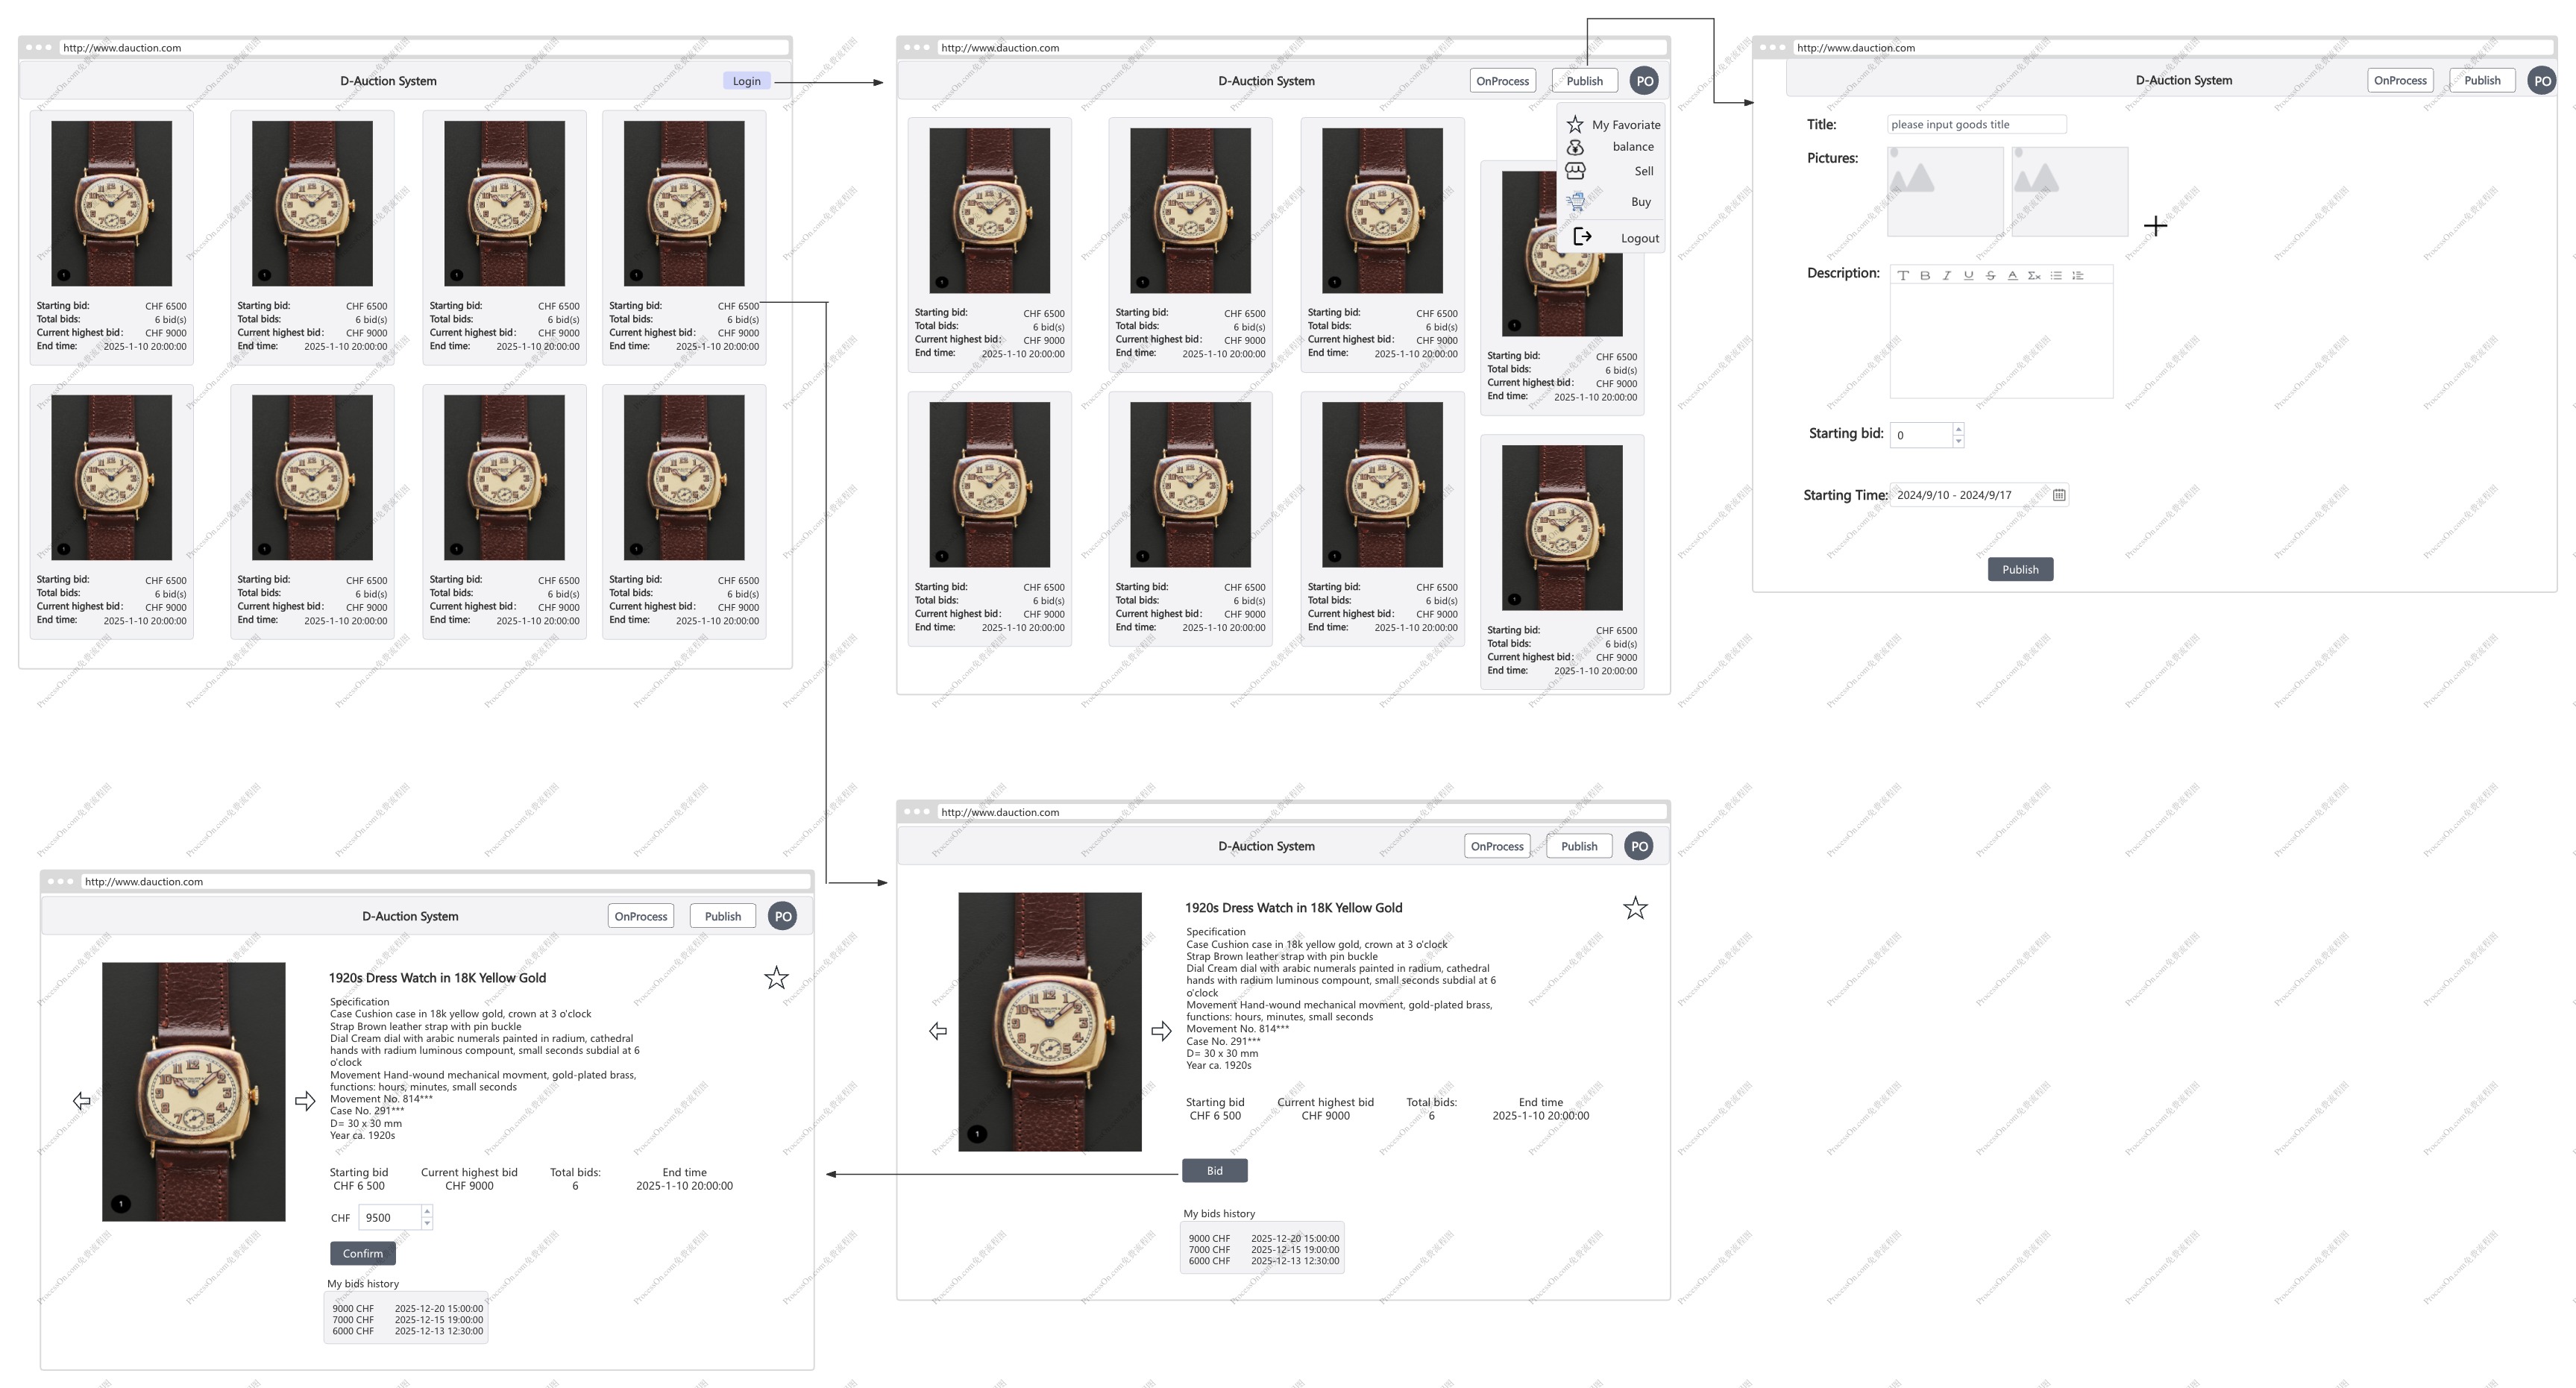 http://www.dauction.com
D-Auction System
Login
Starting bid: CHF 6500
Total bids: 6 bid(s)
Current highest bid: CHF 9000
End time: 2025-1-10 20:00:00
Starting bid: CHF 6500
Total bids: 6 bid(s)
Current highest bid: CHF 9000
End time: 2025-1-10 20:00:00
Starting bid: CHF 6500
Total bids: 6 bid(s)
Current highest bid: CHF 9000
End time: 2025-1-10 20:00:00
Starting bid: CHF 6500
Total bids: 6 bid(s)
Current highest bid: CHF 9000
End time: 2025-1-10 20:00:00
Starting bid: CHF 6500
Total bids: 6 bid(s)
Current highest bid: CHF 9000
End time: 2025-1-10 20:00:00
Starting bid: CHF 6500
Total bids: 6 bid(s)
Current highest bid: CHF 9000
End time: 2025-1-10 20:00:00
Starting bid: CHF 6500
Total bids: 6 bid(s)
Current highest bid: CHF 9000
End time: 2025-1-10 20:00:00
Starting bid: CHF 6500
Total bids: 6 bid(s)
Current highest bid: CHF 9000
End time: 2025-1-10 20:00:00
http://www.dauction.com
D-Auction System
OnProcess
Publish
PO
My Favoriate
balance
Sell
Buy
Logout
Starting bid: CHF 6500
Total bids: 6 bid(s)
Current highest bid: CHF 9000
End time: 2025-1-10 20:00:00
Starting bid: CHF 6500
Total bids: 6 bid(s)
Current highest bid: CHF 9000
End time: 2025-1-10 20:00:00
Starting bid: CHF 6500
Total bids: 6 bid(s)
Current highest bid: CHF 9000
End time: 2025-1-10 20:00:00
Starting bid: CHF 6500
Total bids: 6 bid(s)
Current highest bid: CHF 9000
End time: 2025-1-10 20:00:00
Starting bid: CHF 6500
Total bids: 6 bid(s)
Current highest bid: CHF 9000
End time: 2025-1-10 20:00:00
Starting bid: CHF 6500
Total bids: 6 bid(s)
Current highest bid: CHF 9000
End time: 2025-1-10 20:00:00
Starting bid: CHF 6500
Total bids: 6 bid(s)
Current highest bid: CHF 9000
End time: 2025-1-10 20:00:00
Starting bid: CHF 6500
Total bids: 6 bid(s)
Current highest bid: CHF 9000
End time: 2025-1-10 20:00:00
http://www.dauction.com
D-Auction System
OnProcess
Publish
PO
Title: please input goods title
Pictures:
Description:
Starting bid: 0
Starting Time: 2024/9/10 - 2024/9/17
Publish
http://www.dauction.com
D-Auction System
OnProcess
Publish
PO
1920s Dress Watch in 18K Yellow Gold
Specification
Case Cushion case in 18k yellow gold, crown at 3 o'clock
Strap Brown leather strap with pin buckle
Dial Cream dial with arabic numerals painted in radium, cathedral
hands with radium luminous compount, small seconds subdial at 6
o'clock
Movement Hand-wound mechanical movment, gold-plated brass,
functions: hours, minutes, small seconds
Movement No. 814***
Case No. 291***
D= 30 x 30 mm
Year ca. 1920s
Starting bid Current highest bid Total bids: End time
CHF 6 500 CHF 9000 6 2025-1-10 20:00:00
CHF 9500
Confirm
My bids history
9000 CHF 2025-12-20 15:00:00
7000 CHF 2025-12-15 19:00:00
6000 CHF 2025-12-13 12:30:00
http://www.dauction.com
D-Auction System
OnProcess
Publish
PO
1920s Dress Watch in 18K Yellow Gold
Specification
Case Cushion case in 18k yellow gold, crown at 3 o'clock
Strap Brown leather strap with pin buckle
Dial Cream dial with arabic numerals painted in radium, cathedral
hands with radium luminous compount, small seconds subdial at 6
o'clock
Movement Hand-wound mechanical movment, gold-plated brass,
functions: hours, minutes, small seconds
Movement No. 814***
Case No. 291***
D= 30 x 30 mm
Year ca. 1920s
Starting bid Current highest bid Total bids: End time
CHF 6 500 CHF 9000 6 2025-1-10 20:00:00
Bid
My bids history
9000 CHF 2025-12-20 15:00:00
7000 CHF 2025-12-15 19:00:00
6000 CHF 2025-12-13 12:30:00
ProcessOn.com免费流程图